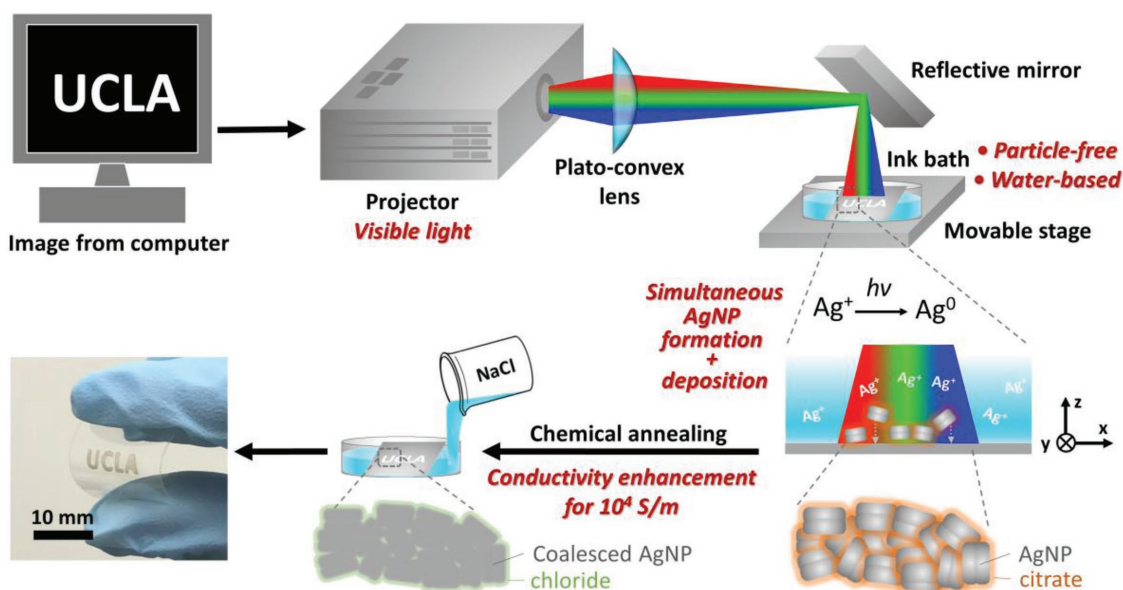 UCLA
Image from computer
Projector
Visible light
Plato-convex
lens
Reflective mirror
Ink bath
• Particle-free
• Water-based
UCLA
Movable stage
Simultaneous
AgNP
formation
+
deposition
hν
Ag⁺ → Ag⁰
Ag⁺
Ag⁺
Ag⁺
Ag⁺
Ag⁺
Ag⁺
z
y
x
AgNP
citrate
NaCl
Chemical annealing
Conductivity enhancement
for 10⁴ S/m
UCLA
Coalesced AgNP
chloride
UCLA
10 mm